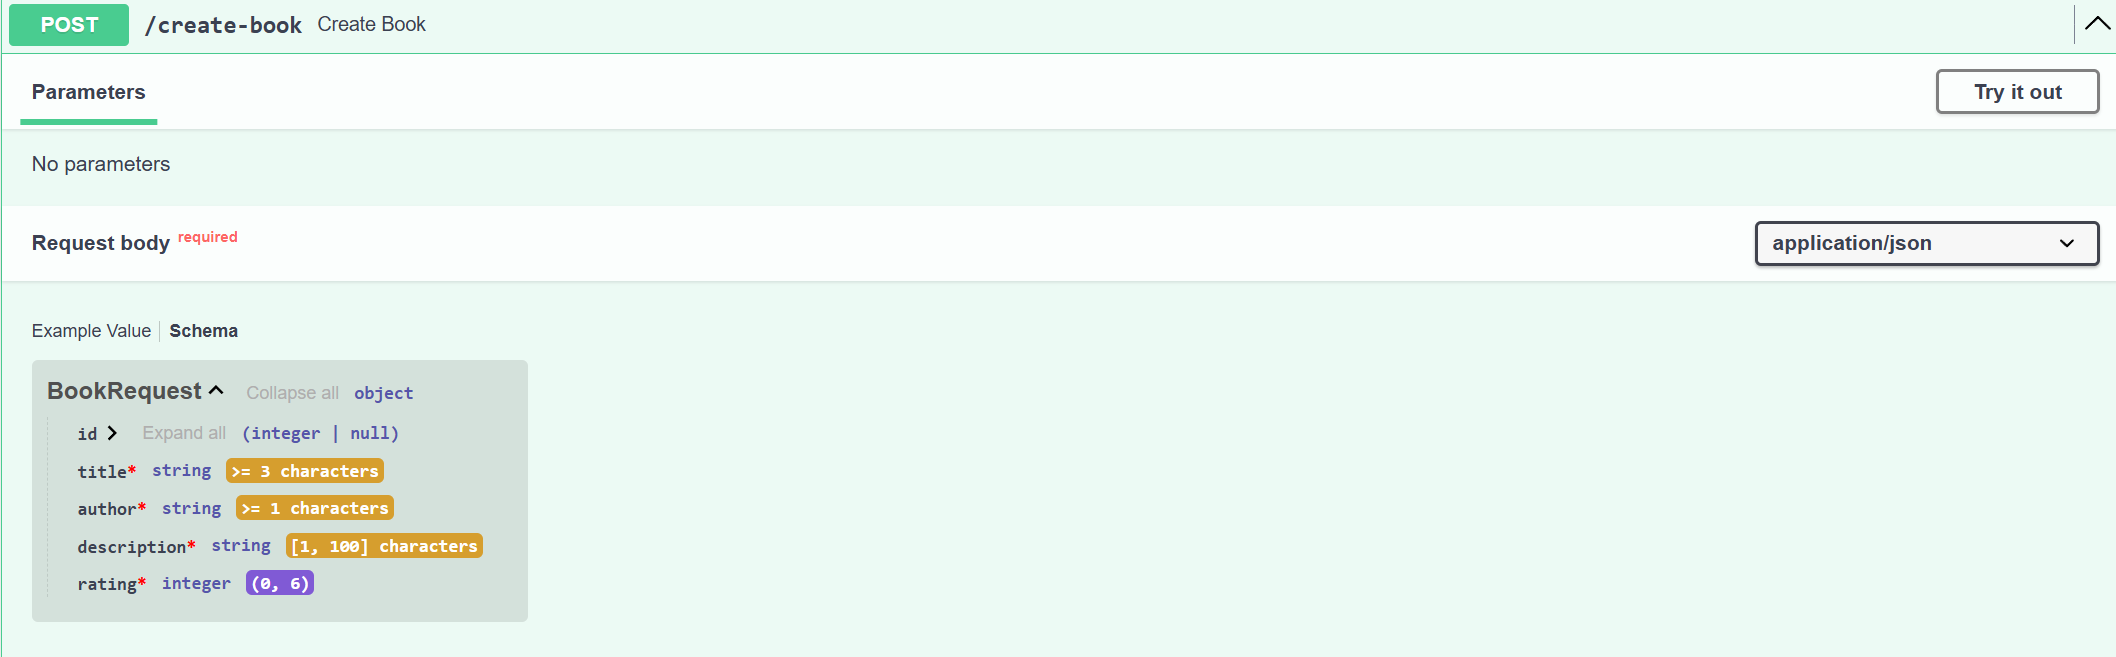 POST /create-book Create Book
Parameters Try it out
No parameters
Request body required application/json
Example Value Schema
BookRequest Collapse all object
id Expand all (integer | null)
title* string >= 3 characters
author* string >= 1 characters
description* string [1, 100] characters
rating* integer (0, 6)